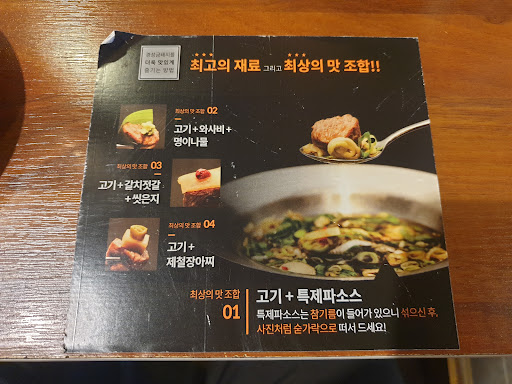 더욱 맛있게
즐기는 방법
최고의 재료 그리고 최상의 맛 조합!!
최상의 맛 조합 02
고기 + 와사비 +
명이나물
최상의 맛 조합 03
고기 + 갈치젓갈
+ 씻은지
최상의 맛 조합 04
고기 +
제철장아찌
최상의 맛 조합
01
고기 + 특제파소스
특제파소스는 참기름이 들어가 있으니 섞으신 후,
사진처럼 숟가락으로 떠서 드세요!